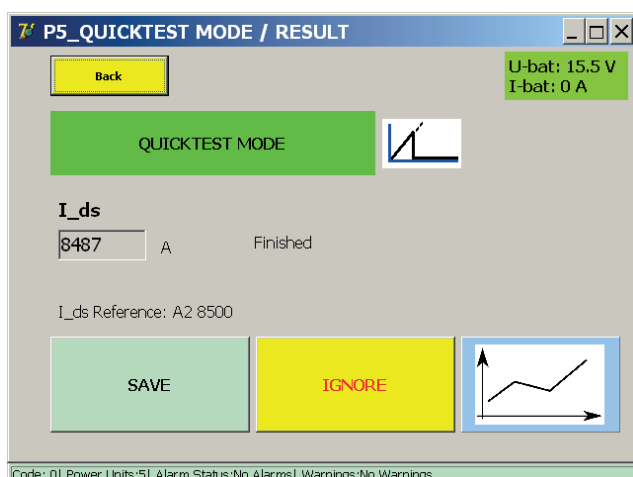 P5_QUICKTEST MODE / RESULT
Back
U-bat: 15.5 V
I-bat: 0 A
QUICKTEST MODE
I_ds
8487 A Finished
I_ds Reference: A2 8500
SAVE IGNORE
Code: 0| Power Units:5| Alarm Status:No Alarms| Warnings:No Warnings